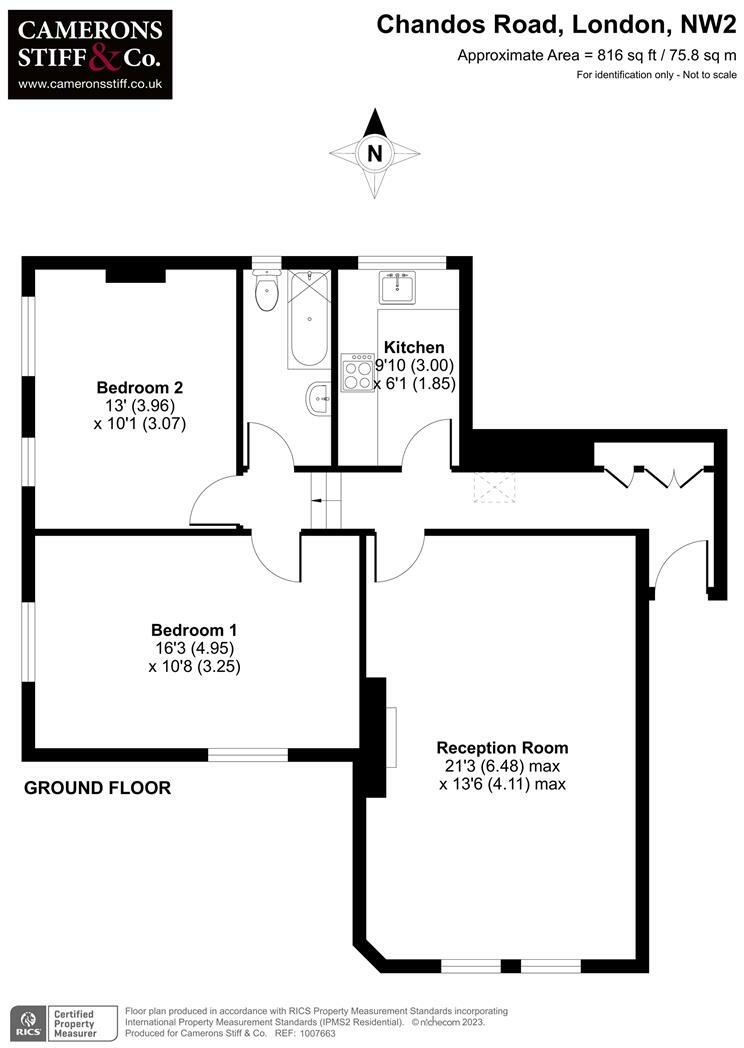 CAMERONS
STIFF & Co.
www.cameronsstiff.co.uk
Chandos Road, London, NW2
Approximate Area = 816 sq ft / 75.8 sq m
For identification only - Not to scale
N
Kitchen
9'10 (3.00)
x 6'1 (1.85)
Bedroom 2
13' (3.96)
x 10'1 (3.07)
Bedroom 1
16'3 (4.95)
x 10'8 (3.25)
Reception Room
21'3 (6.48) max
x 13'6 (4.11) max
GROUND FLOOR
RICS
Certified
Property
Measurer
Floor plan produced in accordance with RICS Property Measurement Standards incorporating
International Property Measurement Standards (IPMS2 Residential). © nichecom 2023.
Produced for Camerons Stiff & Co. REF: 1007663